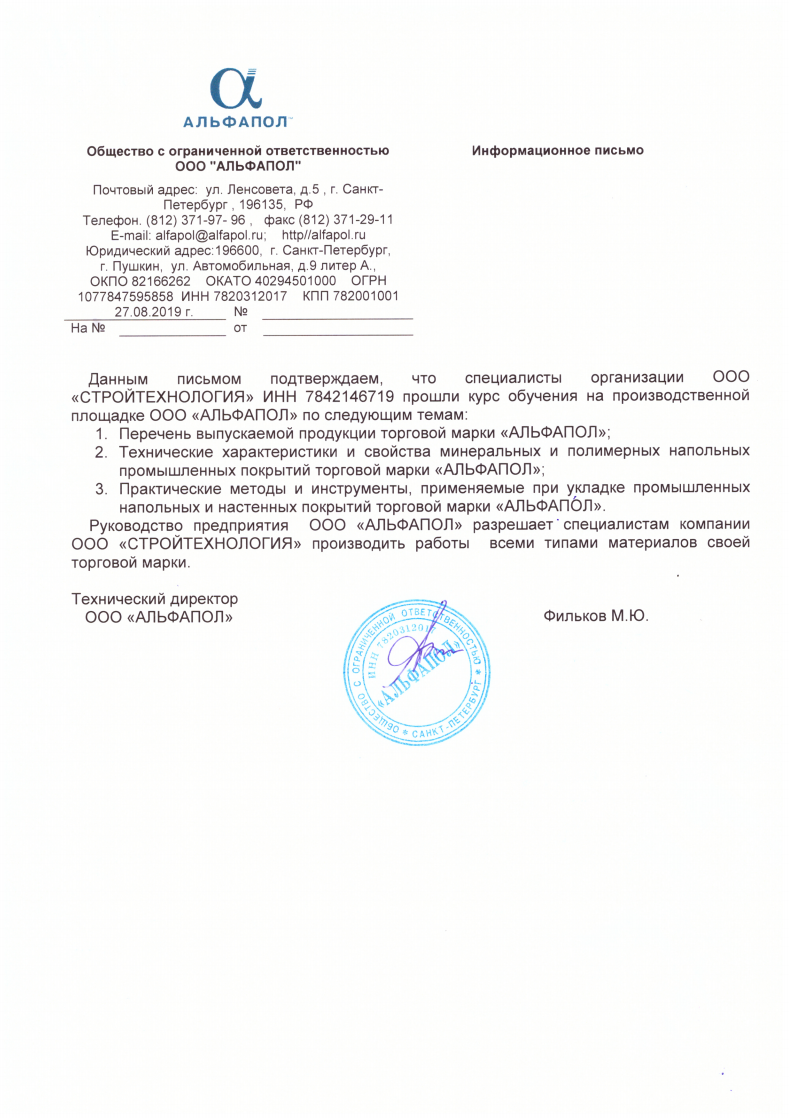 АЛЬФАПОЛ
Общество с ограниченной ответственностью
ООО "АЛЬФАПОЛ"
Информационное письмо
Почтовый адрес: ул. Ленсовета, д.5 , г. Санкт-
Петербург , 196135, РФ
Телефон. (812) 371-97- 96 , факс (812) 371-29-11
E-mail: alfapol@alfapol.ru; http//alfapol.ru
Юридический адрес:196600, г. Санкт-Петербург,
г. Пушкин, ул. Автомобильная, д.9 литер А.,
ОКПО 82166262 ОКАТО 40294501000 ОГРН
1077847595858 ИНН 7820312017 КПП 782001001
27.08.2019 г. №
На № от
Данным письмом подтверждаем, что специалисты организации ООО
«СТРОЙТЕХНОЛОГИЯ» ИНН 7842146719 прошли курс обучения на производственной
площадке ООО «АЛЬФАПОЛ» по следующим темам:
1. Перечень выпускаемой продукции торговой марки «АЛЬФАПОЛ»;
2. Технические характеристики и свойства минеральных и полимерных напольных
промышленных покрытий торговой марки «АЛЬФАПОЛ»;
3. Практические методы и инструменты, применяемые при укладке промышленных
напольных и настенных покрытий торговой марки «АЛЬФАПОЛ».
Руководство предприятия ООО «АЛЬФАПОЛ» разрешает специалистам компании
ООО «СТРОЙТЕХНОЛОГИЯ» производить работы всеми типами материалов своей
торговой марки.
Технический директор
ООО «АЛЬФАПОЛ»
Фильков М.Ю.
ОБЩЕСТВО С ОГРАНИЧЕННОЙ ОТВЕТСТВЕННОСТЬЮ
* САНКТ-ПЕТЕРБУРГ *
ИНН 7820312017
«АЛЬФАПОЛ»